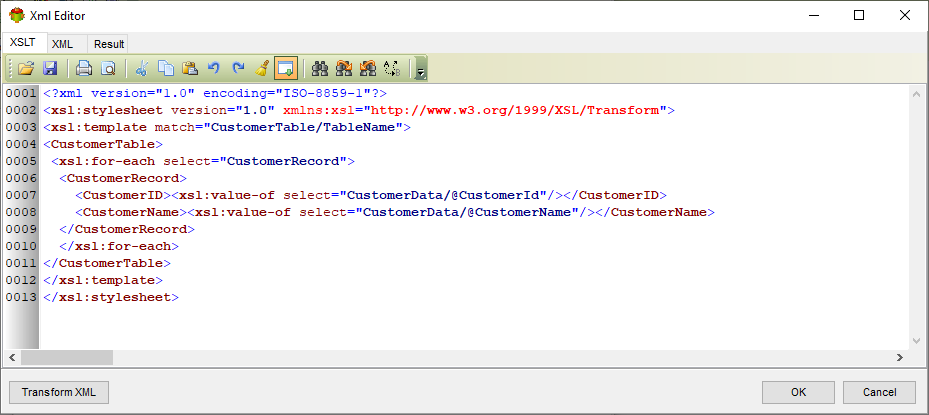 Xml Editor
XSLT XML Result
0001 <?xml version="1.0" encoding="ISO-8859-1"?>
0002 <xsl:stylesheet version="1.0" xmlns:xsl="http://www.w3.org/1999/XSL/Transform">
0003 <xsl:template match="CustomerTable/TableName">
0004 <CustomerTable>
0005  <xsl:for-each select="CustomerRecord">
0006   <CustomerRecord>
0007     <CustomerID><xsl:value-of select="CustomerData/@CustomerId"/></CustomerID>
0008     <CustomerName><xsl:value-of select="CustomerData/@CustomerName"/></CustomerName>
0009   </CustomerRecord>
0010   </xsl:for-each>
0011 </CustomerTable>
0012 </xsl:template>
0013 </xsl:stylesheet>
Transform XML OK Cancel